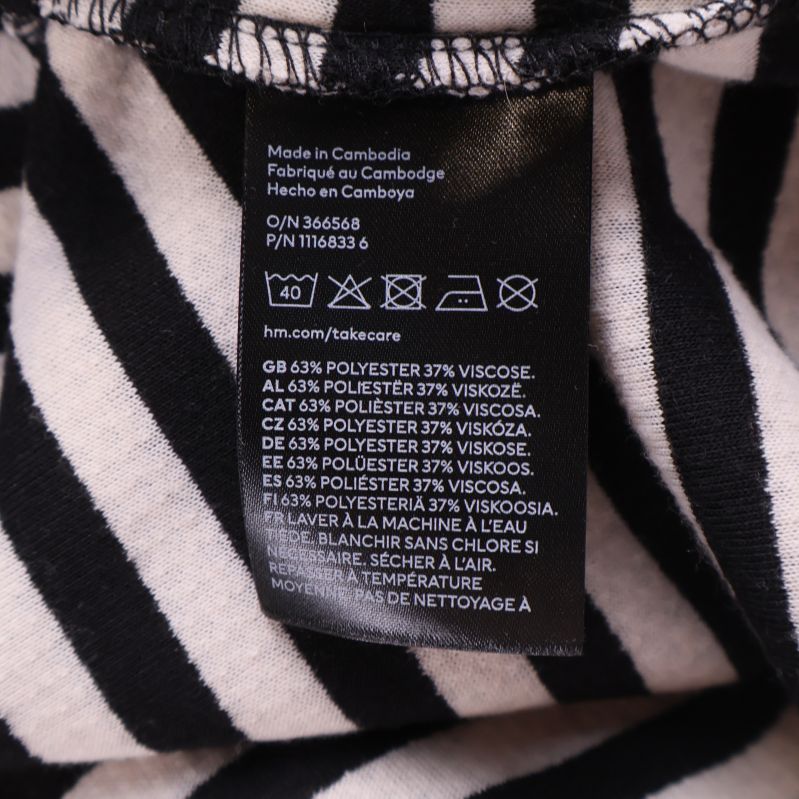 Made in Cambodia
Fabriqué au Cambodge
Hecho en Camboya
O/N 366568
P/N 1116833 6
40
hm.com/takecare
GB 63% POLYESTER 37% VISCOSE.
AL 63% POLIESTËR 37% VISKOZË.
CAT 63% POLIÈSTER 37% VISCOSA.
CZ 63% POLYESTER 37% VISKÓZA.
DE 63% POLYESTER 37% VISKOSE.
EE 63% POLÜESTER 37% VISKOOS.
ES 63% POLIÉSTER 37% VISCOSA.
FI 63% POLYESTERIÄ 37% VISKOOSIA.
FR LAVER À LA MACHINE À L'EAU
TIÈDE. BLANCHIR SANS CHLORE SI
NÉCESSAIRE. SÉCHER À L'AIR.
REPASSER À TEMPÉRATURE
MOYENNE. PAS DE NETTOYAGE À